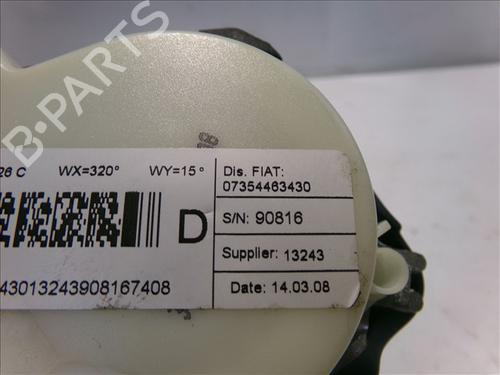 B-PARTS
26 C WX=320° WY=15°
Dis. FIAT:
07354463430
S/N: 90816
D
Supplier: 13243
43013243908167408
Date: 14.03.08